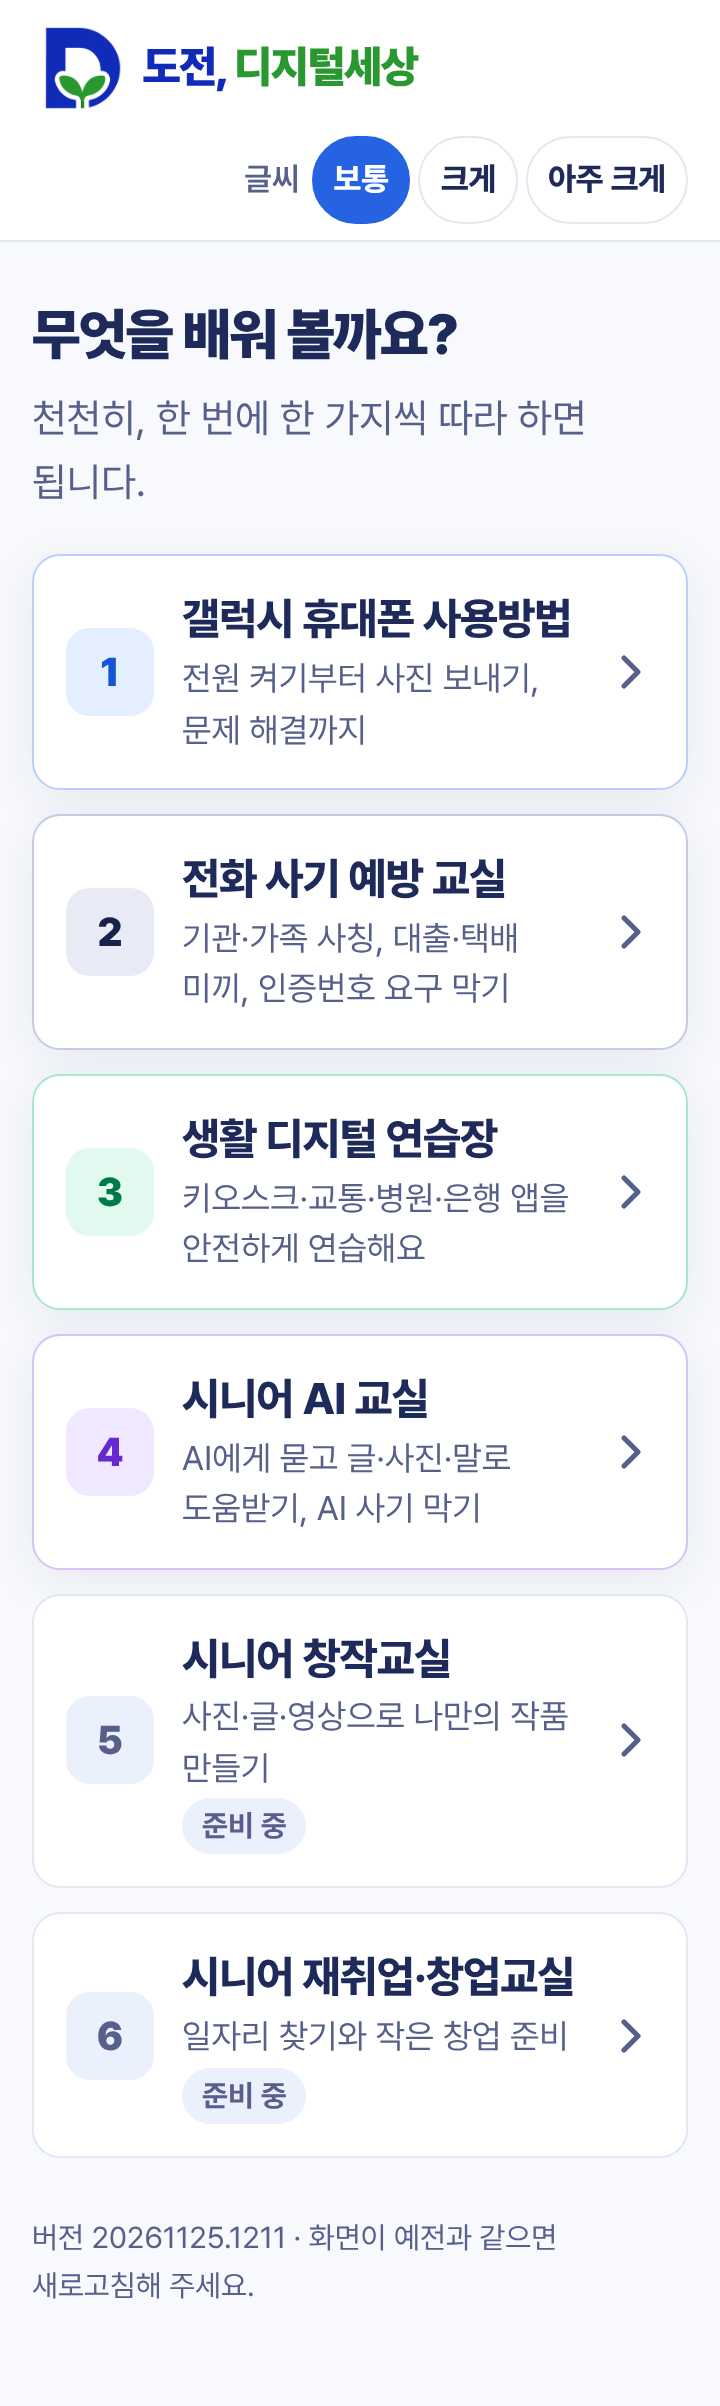 도전, 디지털세상
글씨 보통 크게 아주 크게
무엇을 배워 볼까요?
천천히, 한 번에 한 가지씩 따라 하면
됩니다.
1
갤럭시 휴대폰 사용방법
전원 켜기부터 사진 보내기,
문제 해결까지
2
전화 사기 예방 교실
기관·가족 사칭, 대출·택배
미끼, 인증번호 요구 막기
3
생활 디지털 연습장
키오스크·교통·병원·은행 앱을
안전하게 연습해요
4
시니어 AI 교실
AI에게 묻고 글·사진·말로
도움받기, AI 사기 막기
5
시니어 창작교실
사진·글·영상으로 나만의 작품
만들기
준비 중
6
시니어 재취업·창업교실
일자리 찾기와 작은 창업 준비
준비 중
버전 20261125.1211 · 화면이 예전과 같으면
새로고침해 주세요.